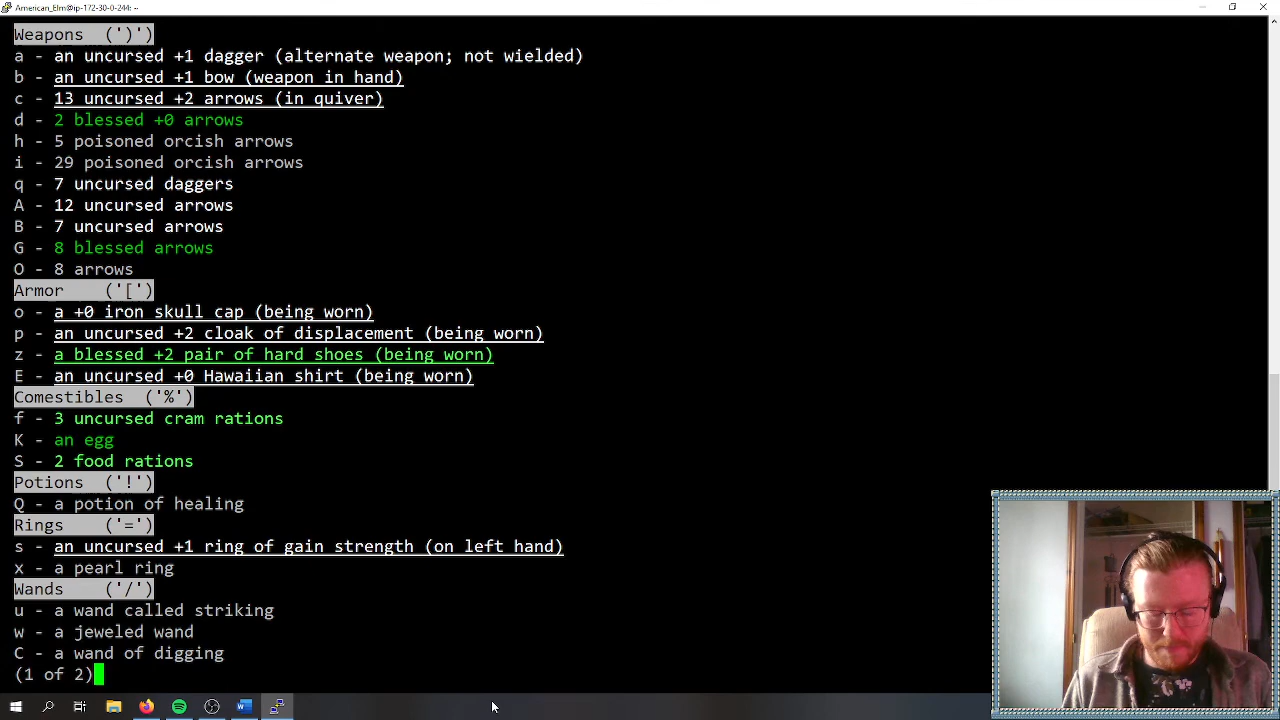 American_Elm@ip-172-30-0-244: ~
Weapons (')')
a - an uncursed +1 dagger (alternate weapon; not wielded)
b - an uncursed +1 bow (weapon in hand)
c - 13 uncursed +2 arrows (in quiver)
d - 2 blessed +0 arrows
h - 5 poisoned orcish arrows
i - 29 poisoned orcish arrows
q - 7 uncursed daggers
A - 12 uncursed arrows
B - 7 uncursed arrows
G - 8 blessed arrows
O - 8 arrows
Armor ('[')
o - a +0 iron skull cap (being worn)
p - an uncursed +2 cloak of displacement (being worn)
z - a blessed +2 pair of hard shoes (being worn)
E - an uncursed +0 Hawaiian shirt (being worn)
Comestibles ('%')
f - 3 uncursed cram rations
K - an egg
S - 2 food rations
Potions ('!')
Q - a potion of healing
Rings ('=')
s - an uncursed +1 ring of gain strength (on left hand)
x - a pearl ring
Wands ('/')
u - a wand called striking
w - a jeweled wand
C - a wand of digging
(1 of 2)